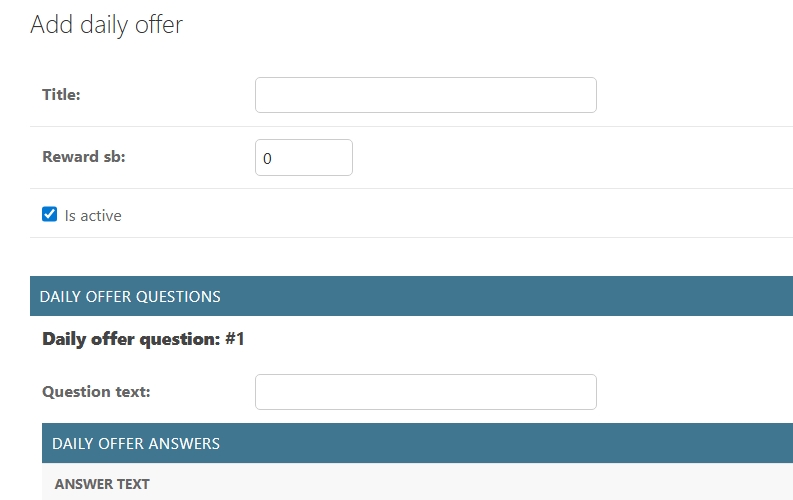 Add daily offer
Title:
Reward sb:
0
Is active
DAILY OFFER QUESTIONS
Daily offer question: #1
Question text:
DAILY OFFER ANSWERS
ANSWER TEXT